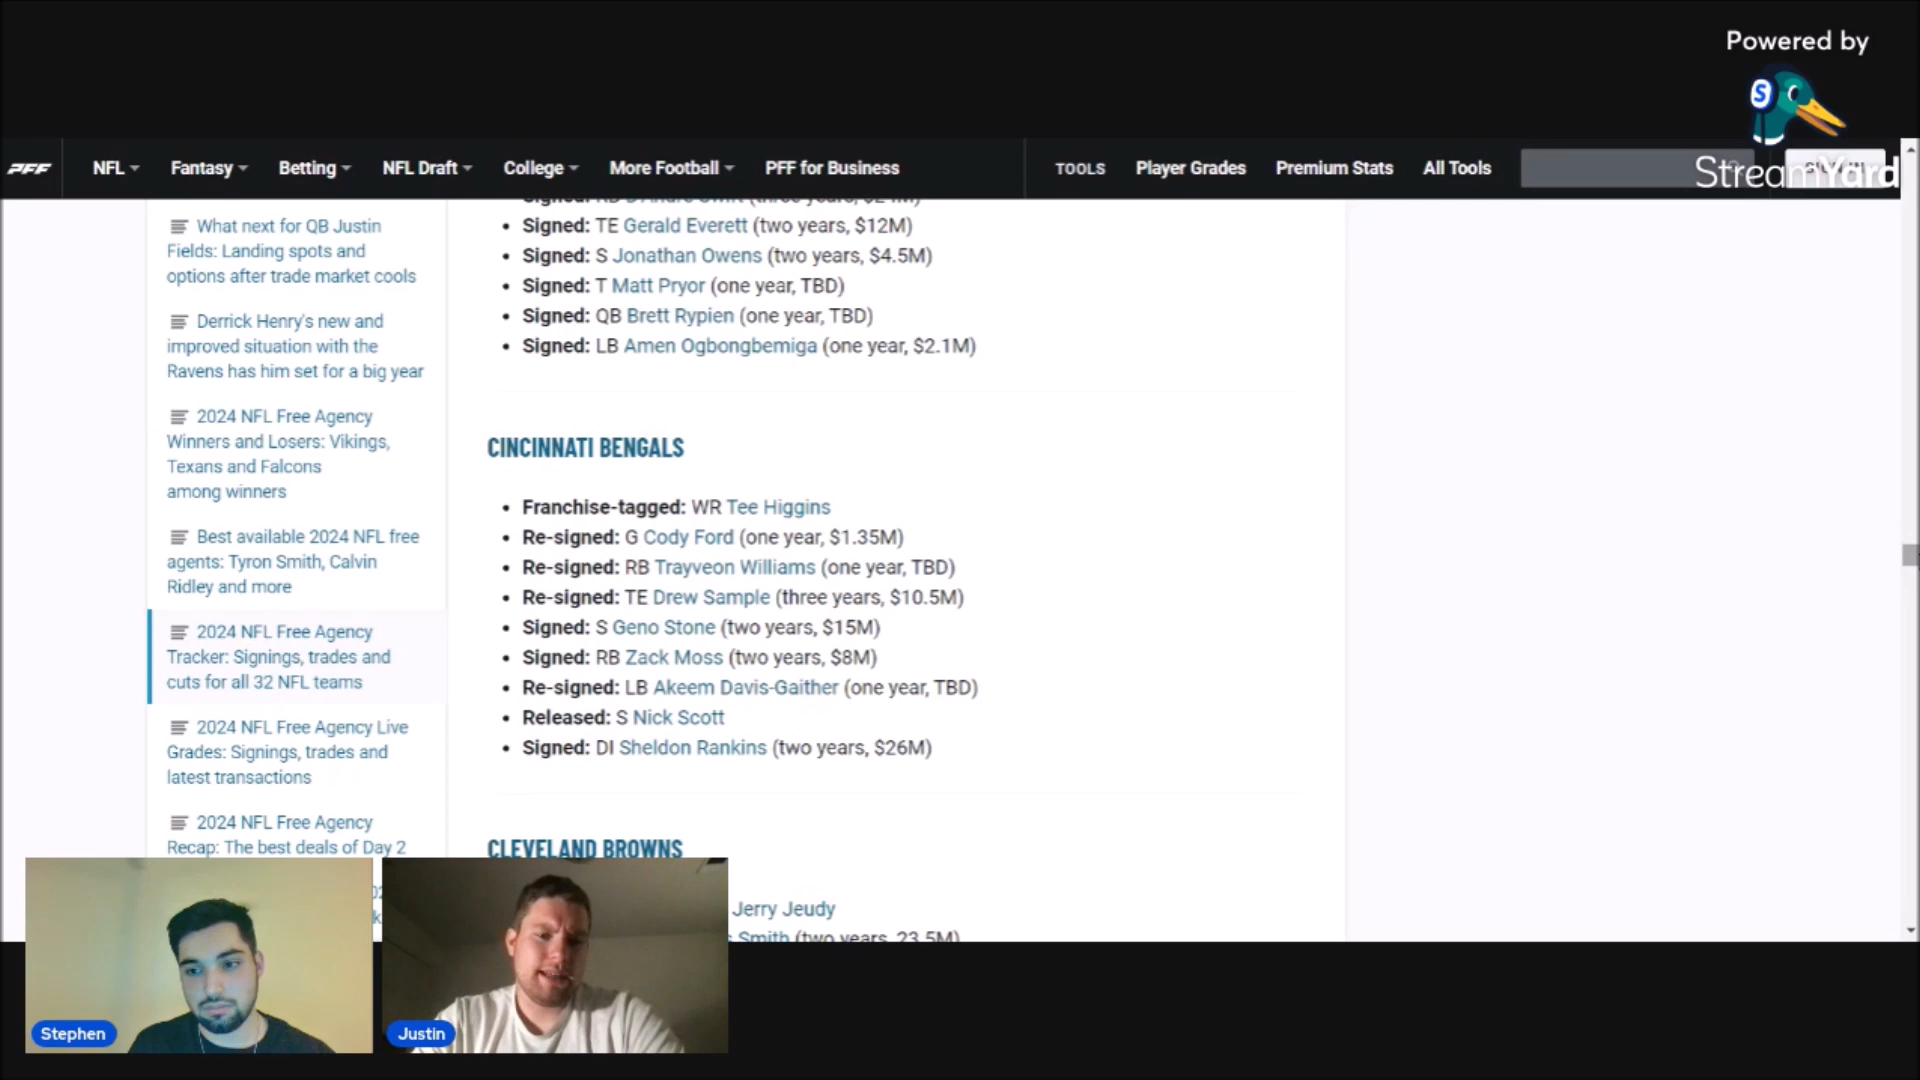 Powered by
StreamYard
PFF
NFL
Fantasy
Betting
NFL Draft
College
More Football
PFF for Business
TOOLS
Player Grades
Premium Stats
All Tools
What next for QB Justin
Fields: Landing spots and
options after trade market cools
Derrick Henry's new and
improved situation with the
Ravens has him set for a big year
2024 NFL Free Agency
Winners and Losers: Vikings,
Texans and Falcons
among winners
Best available 2024 NFL free
agents: Tyron Smith, Calvin
Ridley and more
2024 NFL Free Agency
Tracker: Signings, trades and
cuts for all 32 NFL teams
2024 NFL Free Agency Live
Grades: Signings, trades and
latest transactions
2024 NFL Free Agency
Recap: The best deals of Day 2
• Signed: TE Gerald Everett (two years, $12M)
• Signed: S Jonathan Owens (two years, $4.5M)
• Signed: T Matt Pryor (one year, TBD)
• Signed: QB Brett Rypien (one year, TBD)
• Signed: LB Amen Ogbongbemiga (one year, $2.1M)
CINCINNATI BENGALS
• Franchise-tagged: WR Tee Higgins
• Re-signed: G Cody Ford (one year, $1.35M)
• Re-signed: RB Trayveon Williams (one year, TBD)
• Re-signed: TE Drew Sample (three years, $10.5M)
• Signed: S Geno Stone (two years, $15M)
• Signed: RB Zack Moss (two years, $8M)
• Re-signed: LB Akeem Davis-Gaither (one year, TBD)
• Released: S Nick Scott
• Signed: DI Sheldon Rankins (two years, $26M)
CLEVELAND BROWNS
Jerry Jeudy
Smith (two years, 23.5M)
Stephen
Justin